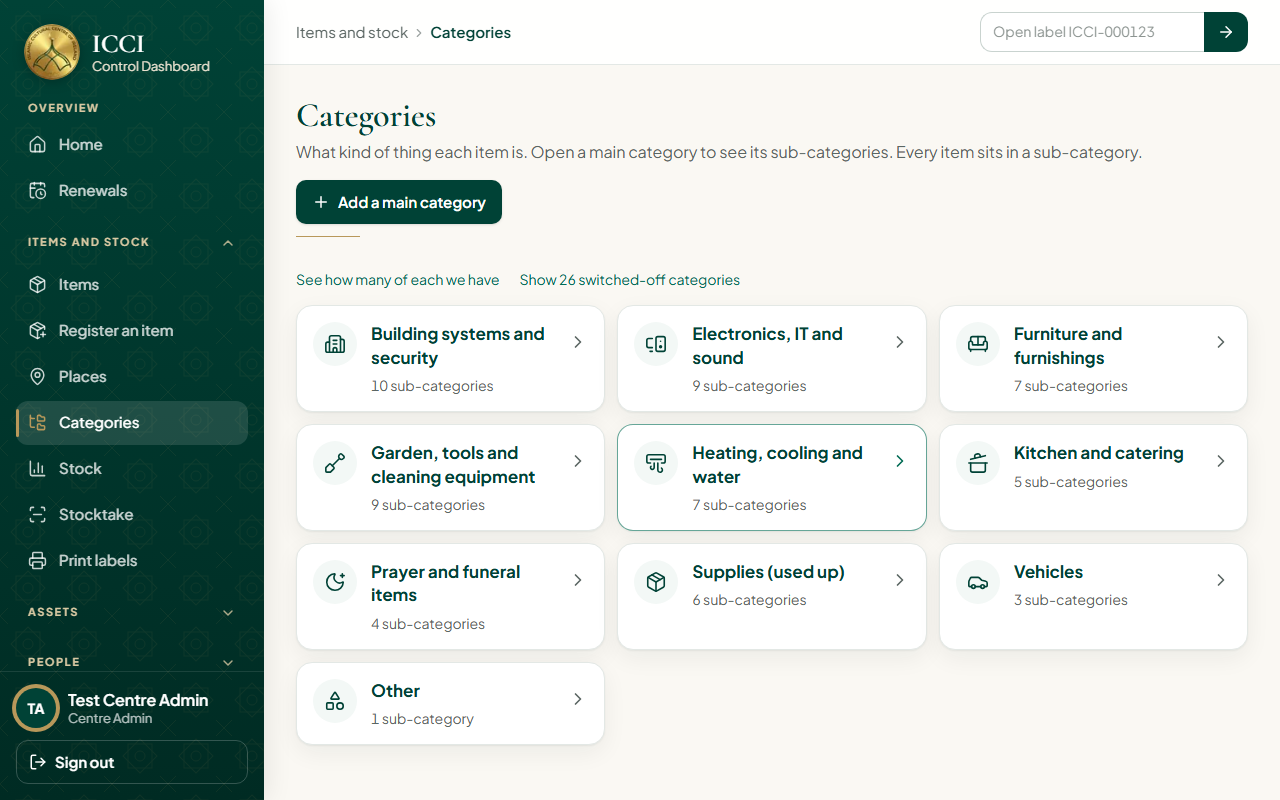 ICCI
Control Dashboard
OVERVIEW
Home
Renewals
ITEMS AND STOCK
Items
Register an item
Places
Categories
Stock
Stocktake
Print labels
ASSETS
PEOPLE
TA
Test Centre Admin
Centre Admin
Sign out
Items and stock > Categories
Open label ICCI-000123
Categories
What kind of thing each item is. Open a main category to see its sub-categories. Every item sits in a sub-category.
+ Add a main category
See how many of each we have
Show 26 switched-off categories
Building systems and
security
10 sub-categories
Electronics, IT and
sound
9 sub-categories
Furniture and
furnishings
7 sub-categories
Garden, tools and
cleaning equipment
9 sub-categories
Heating, cooling and
water
7 sub-categories
Kitchen and catering
5 sub-categories
Prayer and funeral
items
4 sub-categories
Supplies (used up)
6 sub-categories
Vehicles
3 sub-categories
Other
1 sub-category